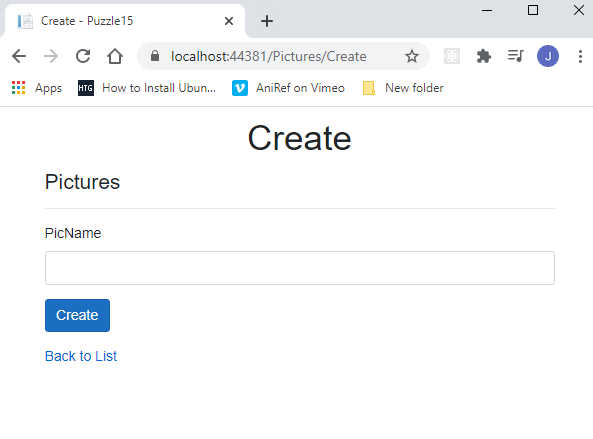 Create - Puzzle15
localhost:44381/Pictures/Create
J
Apps HTG How to Install Ubun... AniRef on Vimeo New folder
Create
Pictures
PicName
Create
Back to List